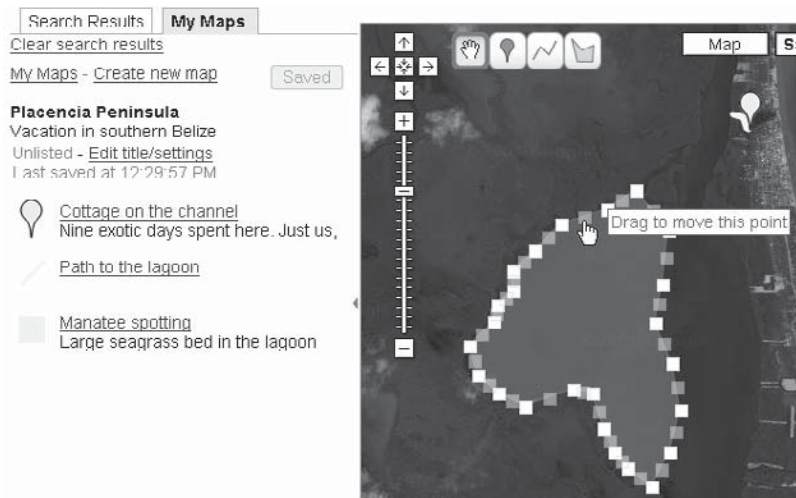 Search Results
My Maps
Clear search results
My Maps - Create new map
Saved
Placencia Peninsula
Vacation in southern Belize
Unlisted - Edit title/settings
Last saved at 12:29:57 PM
Cottage on the channel
Nine exotic days spent here. Just us,
Path to the lagoon
Manatee spotting
Large seagrass bed in the lagoon
Map
Drag to move this point